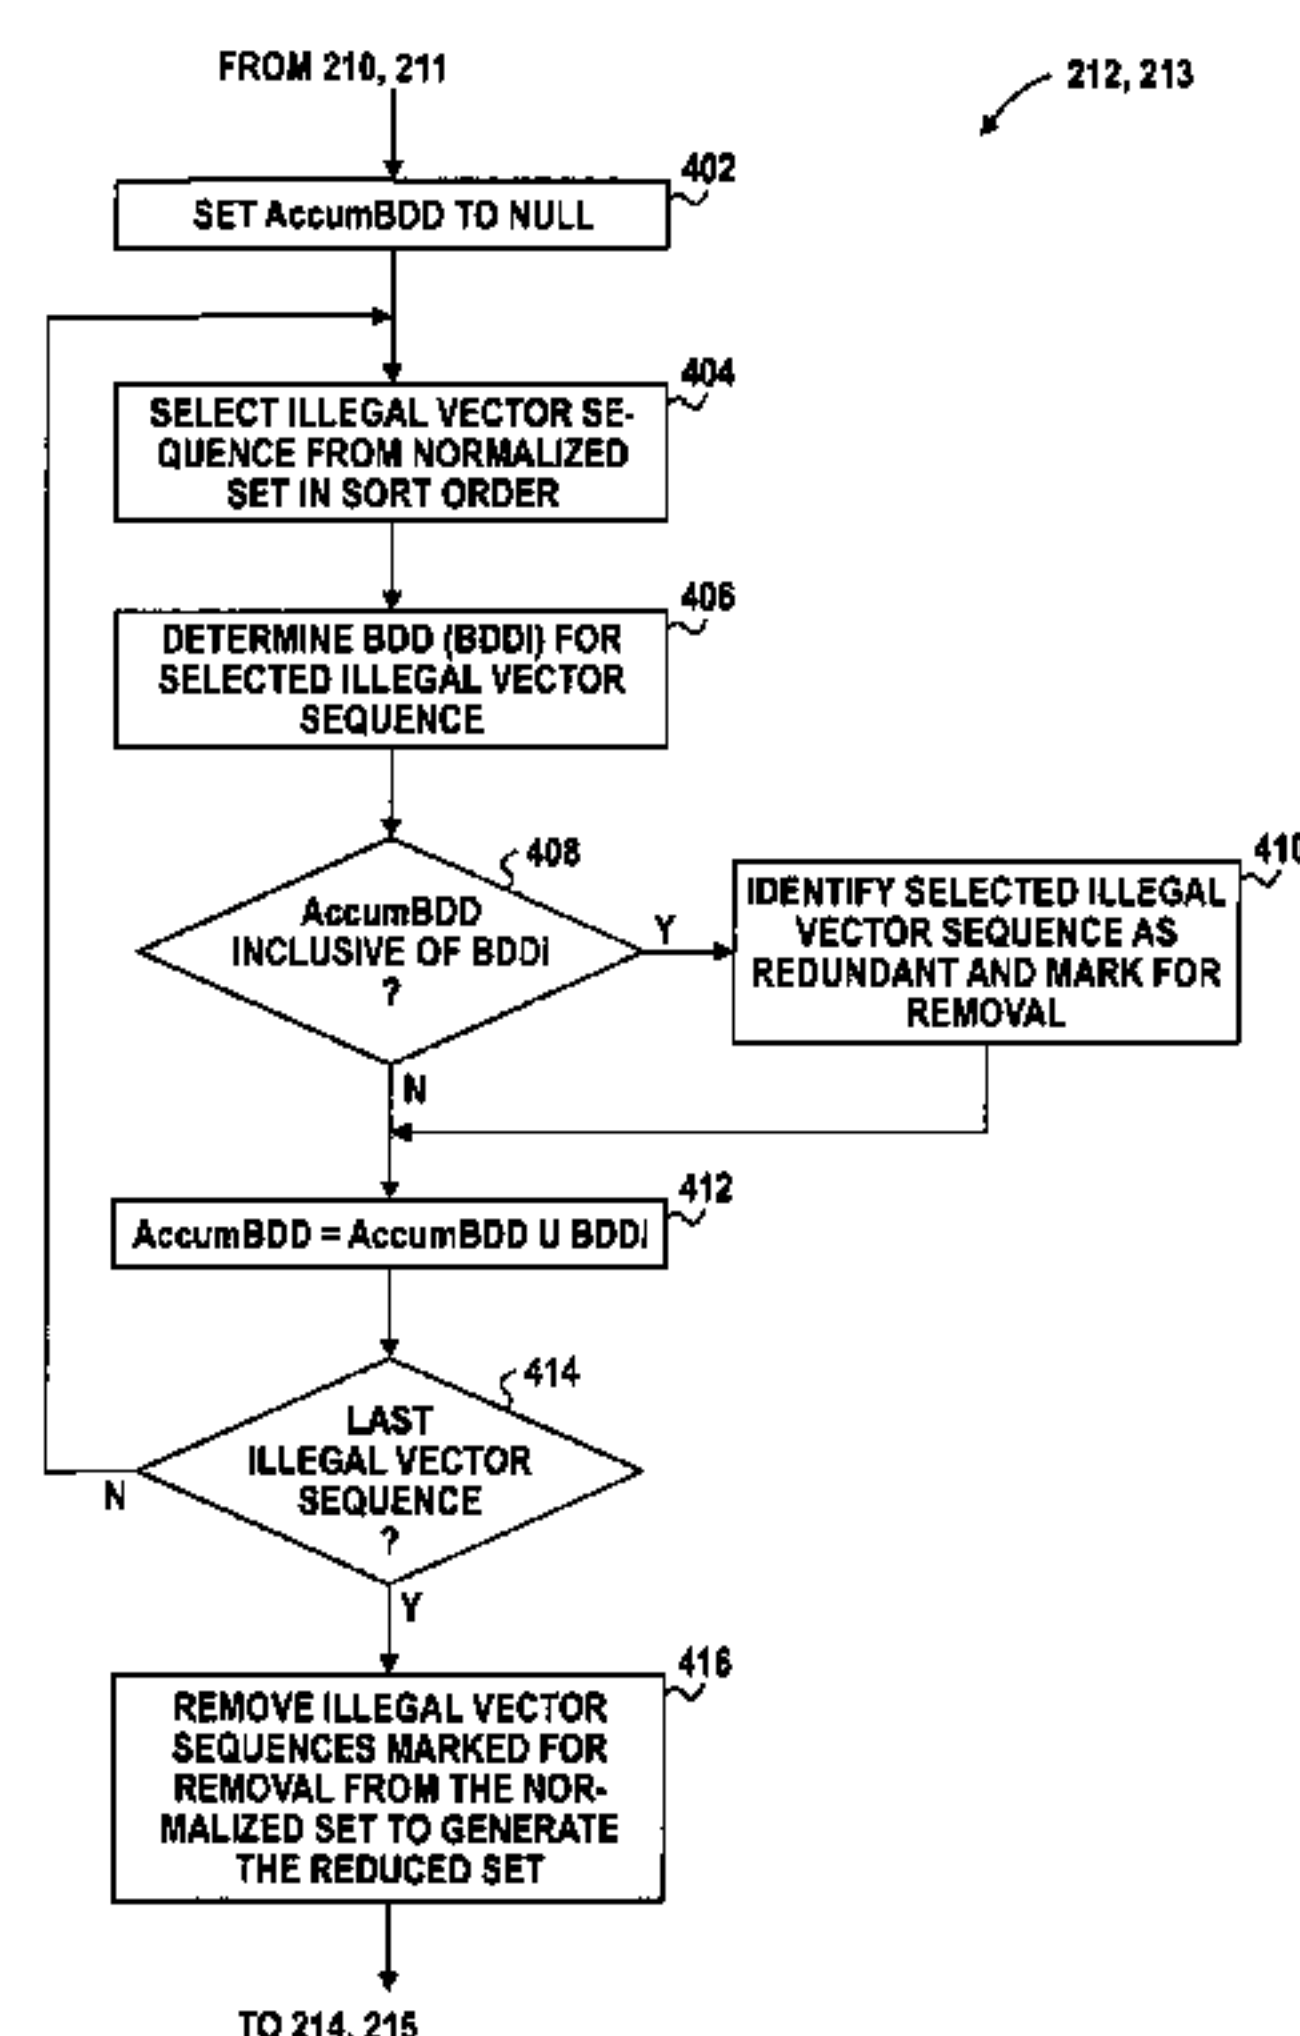 FROM 210, 211
212, 213
402
SET AccumBDD TO NULL
404
SELECT ILLEGAL VECTOR SE-
QUENCE FROM NORMALIZED
SET IN SORT ORDER
406
DETERMINE BDD (BDDi) FOR
SELECTED ILLEGAL VECTOR
SEQUENCE
408
AccumBDD
INCLUSIVE OF BDDi
?
Y
N
410
IDENTIFY SELECTED ILLEGAL
VECTOR SEQUENCE AS
REDUNDANT AND MARK FOR
REMOVAL
412
AccumBDD = AccumBDD U BDDi
414
LAST
ILLEGAL VECTOR
SEQUENCE
?
N
Y
416
REMOVE ILLEGAL VECTOR
SEQUENCES MARKED FOR
REMOVAL FROM THE NOR-
MALIZED SET TO GENERATE
THE REDUCED SET
TO 214, 215